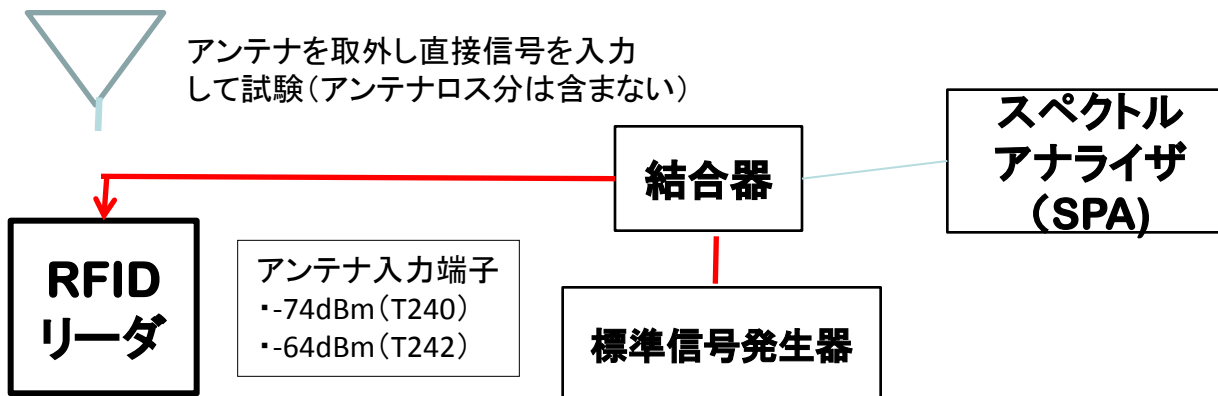 アンテナを取外し直接信号を入力
して試験(アンテナロス分は含まない)
スペクトル
アナライザ
(SPA)
結合器
RFID
リーダ
アンテナ入力端子
・-74dBm(T240)
・-64dBm(T242)
標準信号発生器